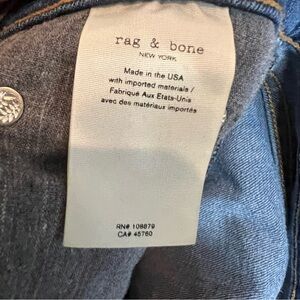 rag & bone
NEW YORK
Made in the USA
with imported materials /
Fabriqué Aux Etats-Unis
avec des matériaux importés
RN# 108879
CA# 45760